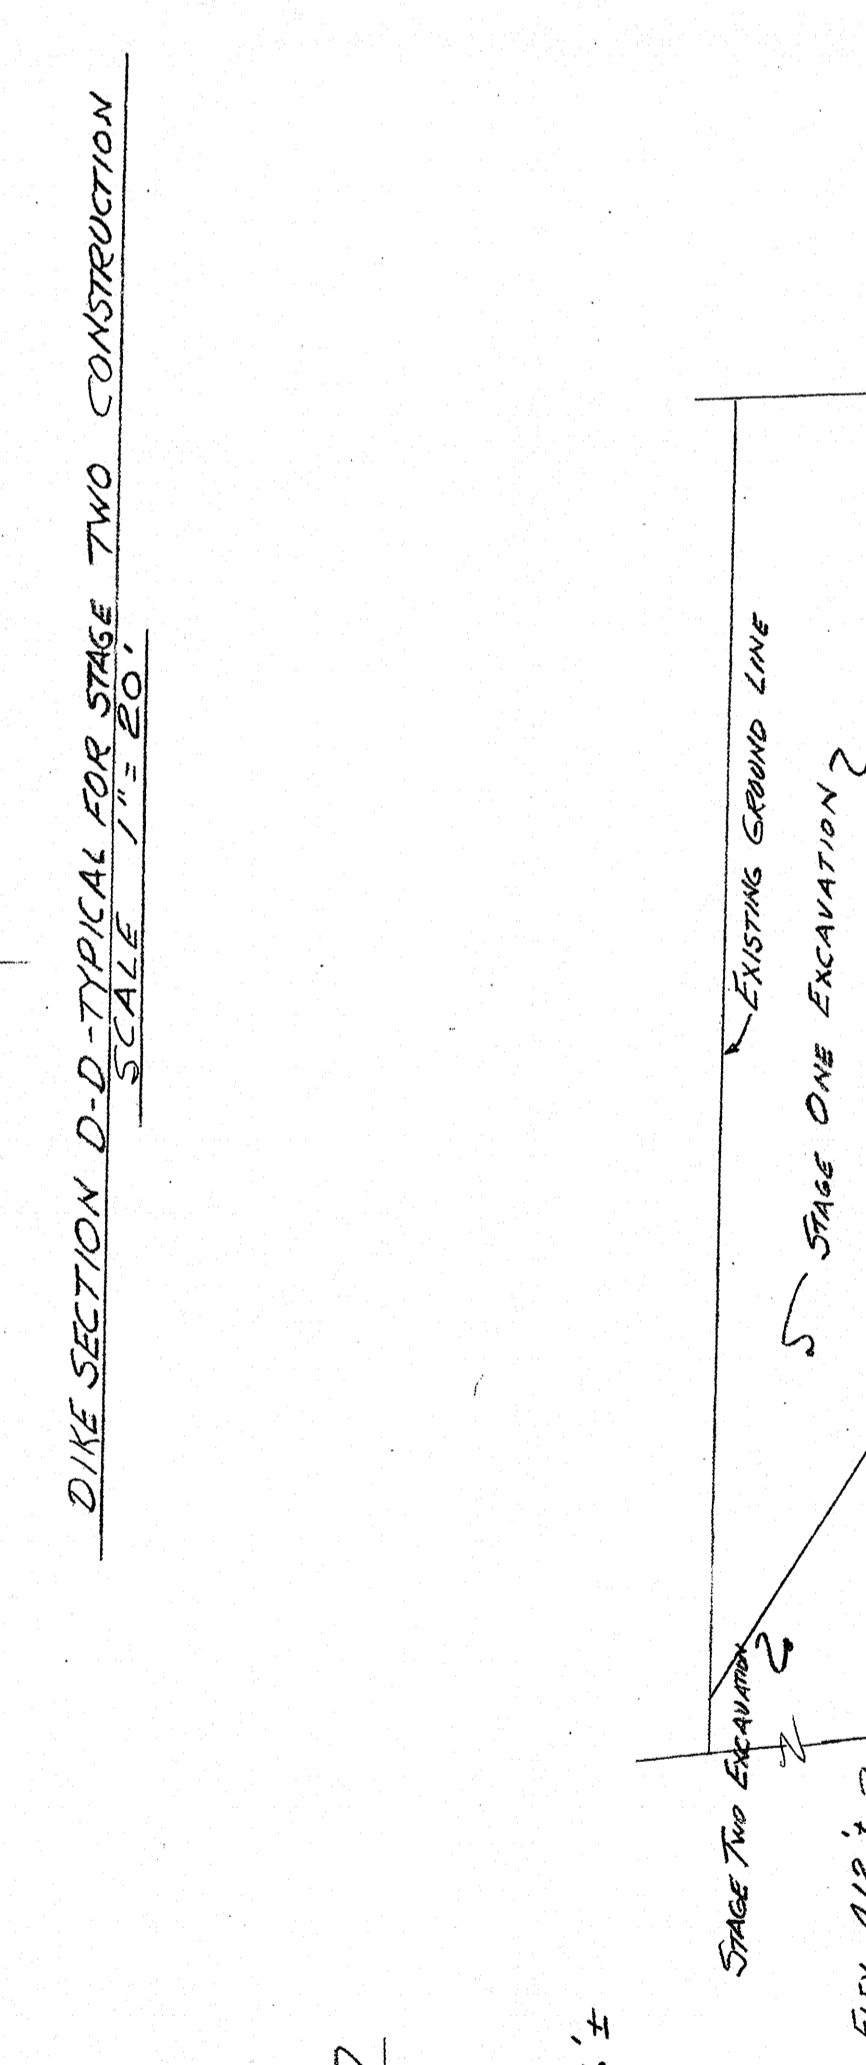 DIKE SECTION D-D-TYPICAL FOR STAGE TWO CONSTRUCTION
SCALE 1"= 20'
EXISTING GROUND LINE
STAGE ONE EXCAVATION
STAGE TWO EXCAVATION